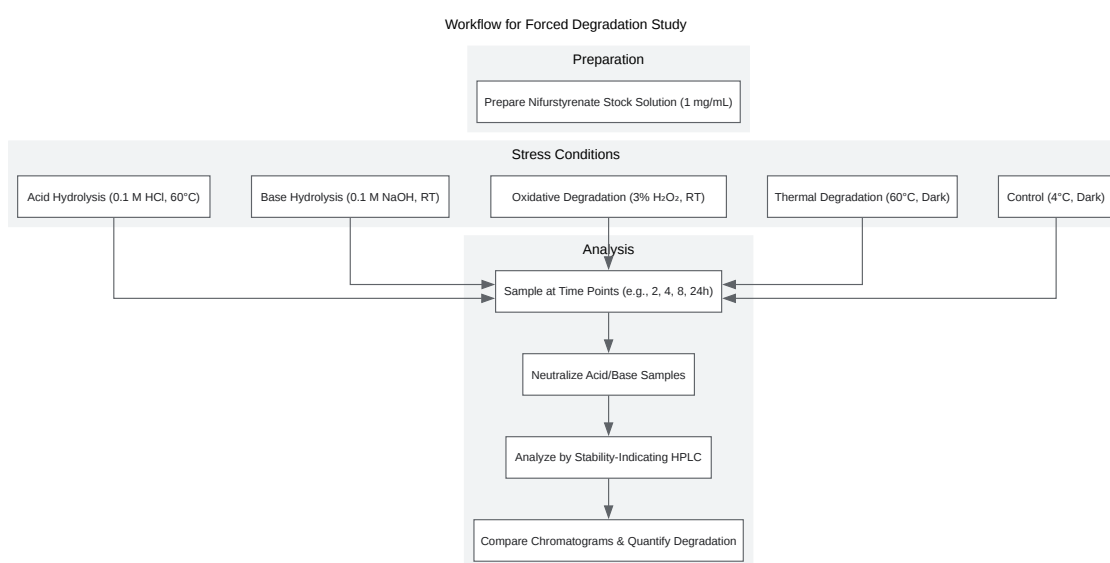 Workflow for Forced Degradation Study
Preparation
Prepare Nifurstyrenate Stock Solution (1 mg/mL)
Stress Conditions
Acid Hydrolysis (0.1 M HCl, 60°C)
Base Hydrolysis (0.1 M NaOH, RT)
Oxidative Degradation (3% H₂O₂, RT)
Thermal Degradation (60°C, Dark)
Control (4°C, Dark)
Analysis
Sample at Time Points (e.g., 2, 4, 8, 24h)
Neutralize Acid/Base Samples
Analyze by Stability-Indicating HPLC
Compare Chromatograms & Quantify Degradation